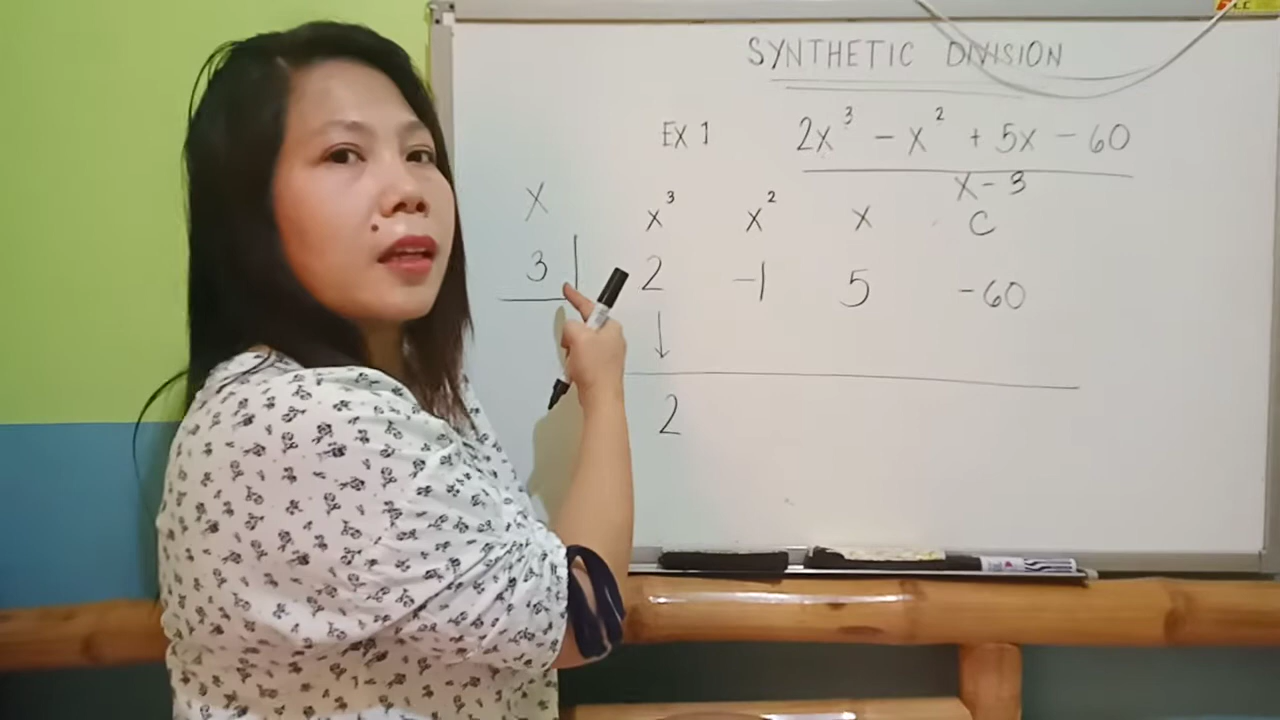 SYNTHETIC DIVISION
EX 1 2x³ - x² + 5x - 60
x - 3
x x³ x² x C
3 2 -1 5 -60
↓
2